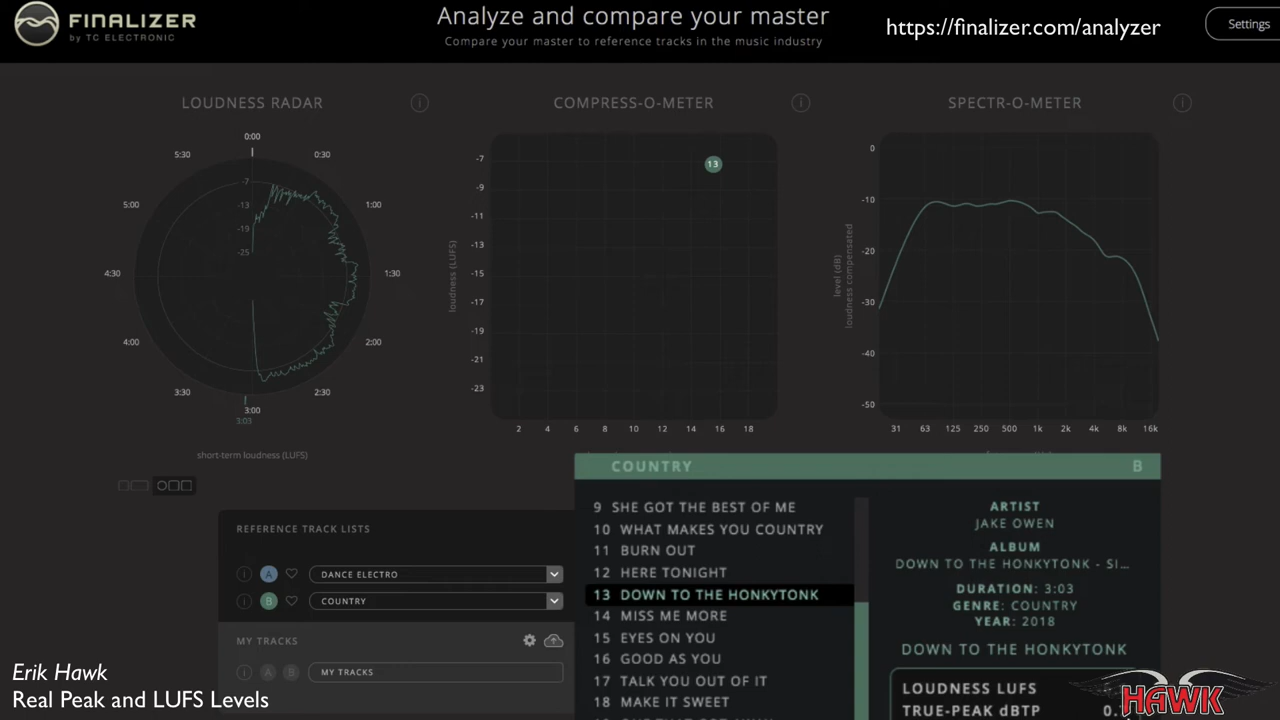 FINALIZER
by TC ELECTRONIC
Analyze and compare your master
Compare your master to reference tracks in the music industry
https://finalizer.com/analyzer
Settings
LOUDNESS RADAR
i
0:00
0:30
1:00
1:30
2:00
2:30
3:00
3:03
3:30
4:00
4:30
5:00
5:30
-7
-13
-19
-25
short-term loudness (LUFS)
COMPRESS-O-METER
i
loudness (LUFS)
-7
-9
-11
-13
-15
-17
-19
-21
-23
13
2 4 6 8 10 12 14 16 18
SPECTR-O-METER
i
level (dB)
loudness compensated
0
-10
-20
-30
-40
-50
31 63 125 250 500 1k 2k 4k 8k 16k
REFERENCE TRACK LISTS
i A DANCE ELECTRO
i B COUNTRY
MY TRACKS
i A B MY TRACKS
COUNTRY B
9 SHE GOT THE BEST OF ME
10 WHAT MAKES YOU COUNTRY
11 BURN OUT
12 HERE TONIGHT
13 DOWN TO THE HONKYTONK
14 MISS ME MORE
15 EYES ON YOU
16 GOOD AS YOU
17 TALK YOU OUT OF IT
18 MAKE IT SWEET
ARTIST
JAKE OWEN
ALBUM
DOWN TO THE HONKYTONK - SI...
DURATION: 3:03
GENRE: COUNTRY
YEAR: 2018
DOWN TO THE HONKYTONK
LOUDNESS LUFS
TRUE-PEAK dBTP
Erik Hawk
Real Peak and LUFS Levels
HAWK